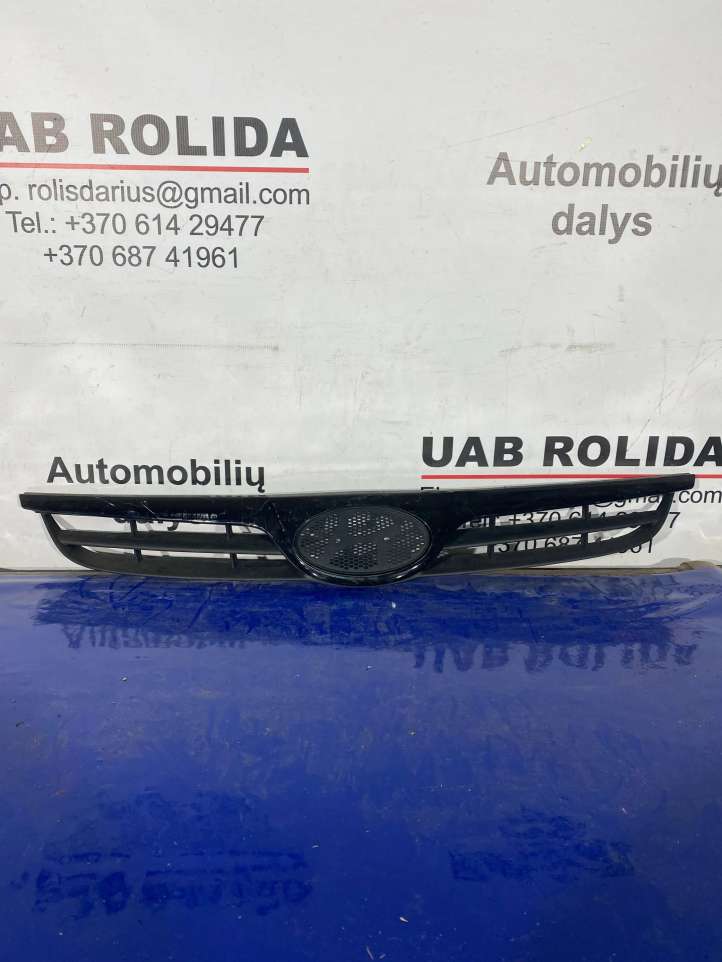 UAB ROLIDA
p. rolisdarius@gmail.com
Tel.: +370 614 29477
+370 687 41961
Automobilių
dalys
Automobilių
UAB ROLIDA